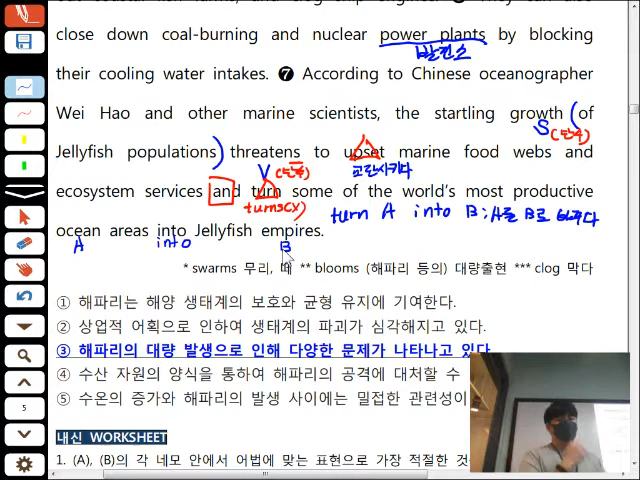 close down coal-burning and nuclear power plants by blocking
발전소
their cooling water intakes. ❼ According to Chinese oceanographer
Wei Hao and other marine scientists, the startling growth (of
S(단수)
Jellyfish populations) threatens to upset marine food webs and
V (단수) 교란시키다
ecosystem services and turn some of the world's most productive
turns(X) turn A into B : A를 B로 바꾸다
ocean areas into Jellyfish empires.
A into B
* swarms 무리, 떼 ** blooms (해파리 등의) 대량출현 *** clog 막다
① 해파리는 해양 생태계의 보호와 균형 유지에 기여한다.
② 상업적 어획으로 인하여 생태계의 파괴가 심각해지고 있다.
③ 해파리의 대량 발생으로 인해 다양한 문제가 나타나고 있다.
④ 수산 자원의 양식을 통하여 해파리의 공격에 대처할 수
⑤ 수온의 증가와 해파리의 발생 사이에는 밀접한 관련성이
내신 WORKSHEET
1. (A), (B)의 각 네모 안에서 어법에 맞는 표현으로 가장 적절한
5